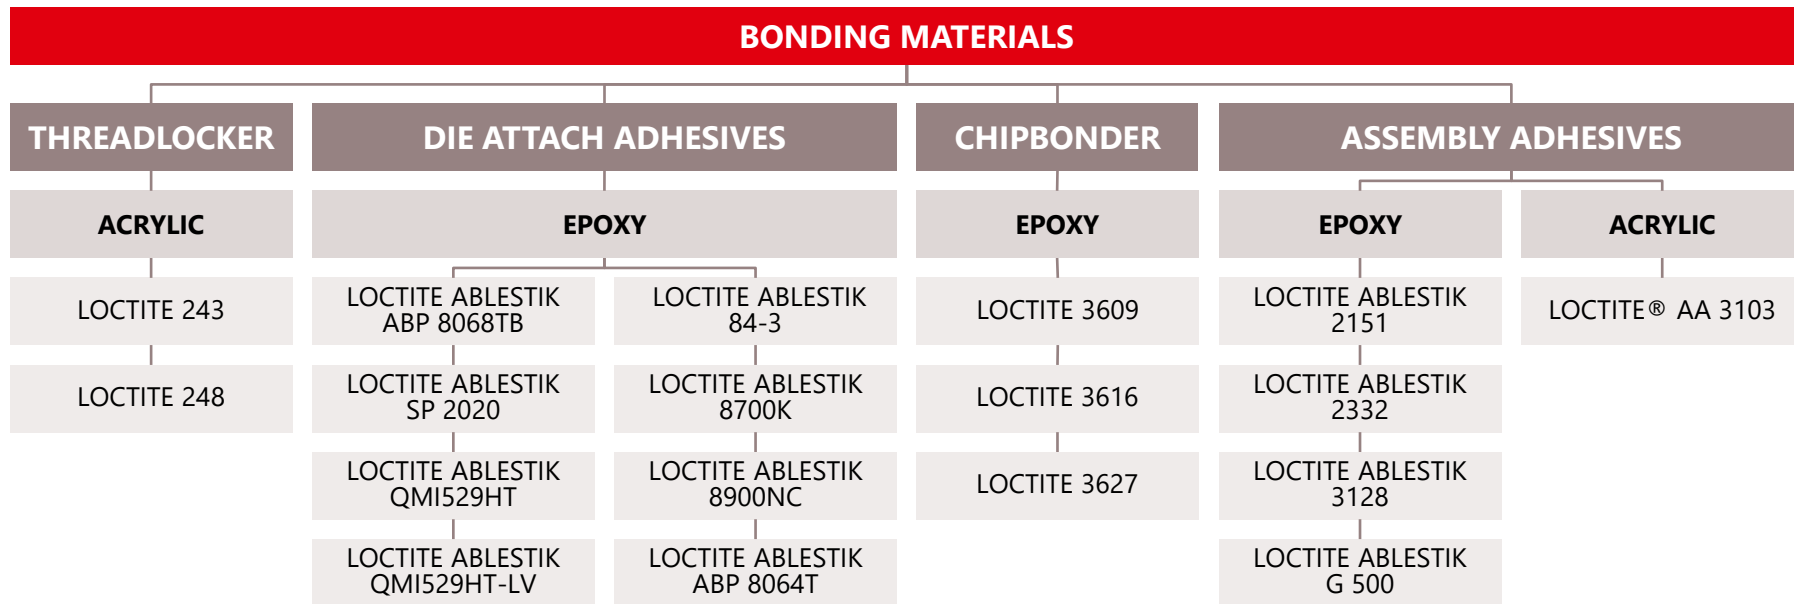 BONDING MATERIALS
THREADLOCKER
DIE ATTACH ADHESIVES
CHIPBONDER
ASSEMBLY ADHESIVES
ACRYLIC
EPOXY
EPOXY
EPOXY
ACRYLIC
LOCTITE 243
LOCTITE 248
LOCTITE ABLESTIK
ABP 8068TB
LOCTITE ABLESTIK
SP 2020
LOCTITE ABLESTIK
QMI529HT
LOCTITE ABLESTIK
QMI529HT-LV
LOCTITE ABLESTIK
84-3
LOCTITE ABLESTIK
8700K
LOCTITE ABLESTIK
8900NC
LOCTITE ABLESTIK
ABP 8064T
LOCTITE 3609
LOCTITE 3616
LOCTITE 3627
LOCTITE ABLESTIK
2151
LOCTITE ABLESTIK
2332
LOCTITE ABLESTIK
3128
LOCTITE ABLESTIK
G 500
LOCTITE® AA 3103